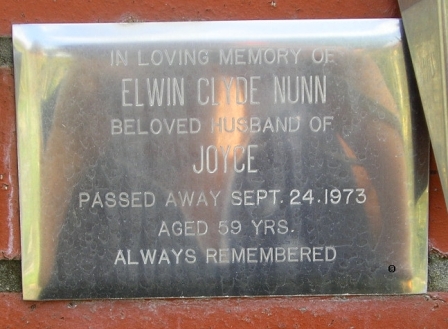 IN LOVING MEMORY OF
ELWIN CLYDE NUNN
BELOVED HUSBAND OF
JOYCE
PASSED AWAY SEPT. 24. 1973
AGED 59 YRS.
ALWAYS REMEMBERED